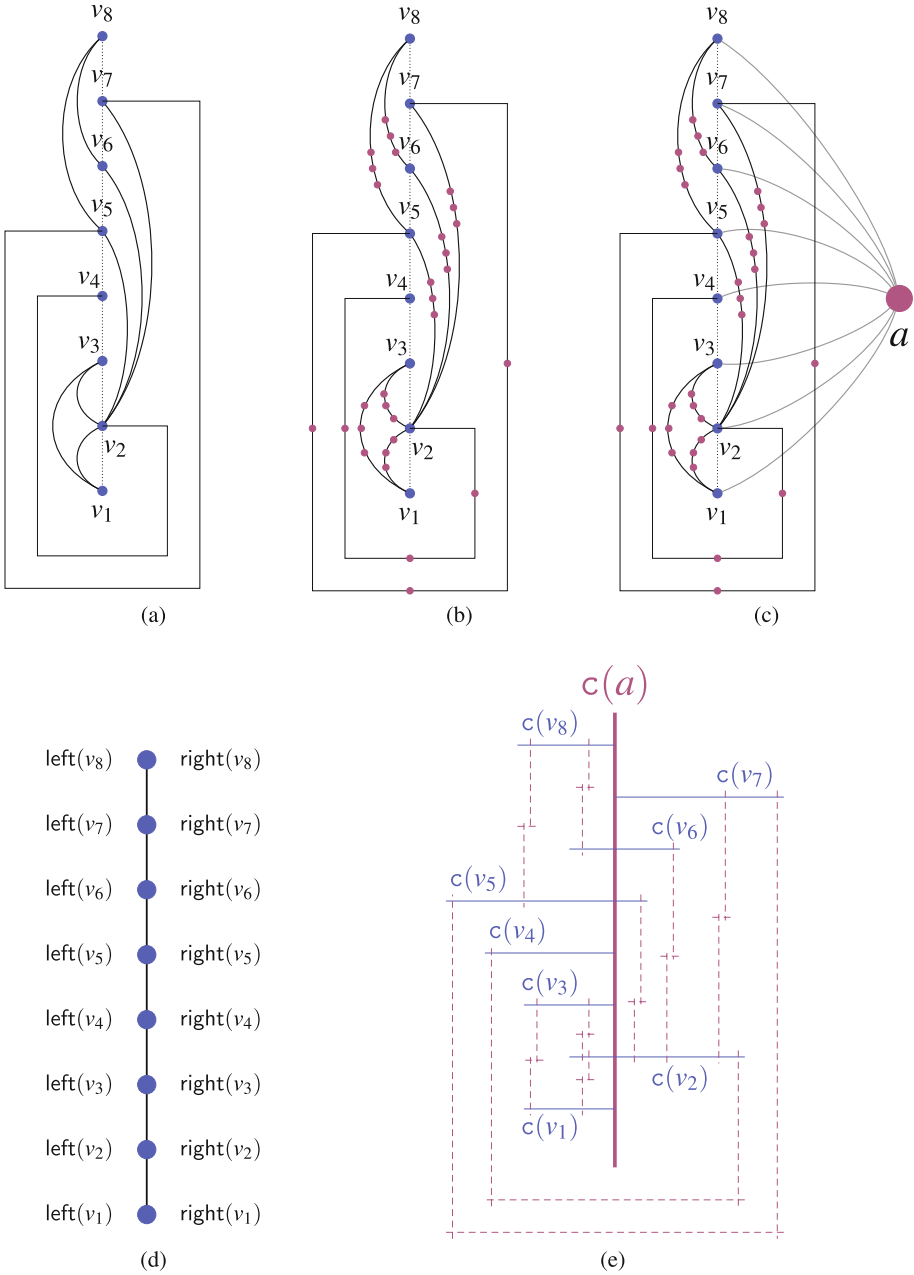 v8 v8 v8
v7 v7 v7
v6 v6 v6
v5 v5 v5
v4 v4 v4
a
v3 v3 v3
v2 v2 v2
v1 v1 v1
(a) (b) (c)
c(a)
c(v8)
left(v8) right(v8)
c(v7)
left(v7) right(v7)
c(v6)
left(v6) right(v6)
c(v5)
c(v4)
left(v5) right(v5)
c(v3)
left(v4) right(v4)
c(v2)
left(v3) right(v3)
c(v1)
left(v2) right(v2)
left(v1) right(v1)
(d) (e)